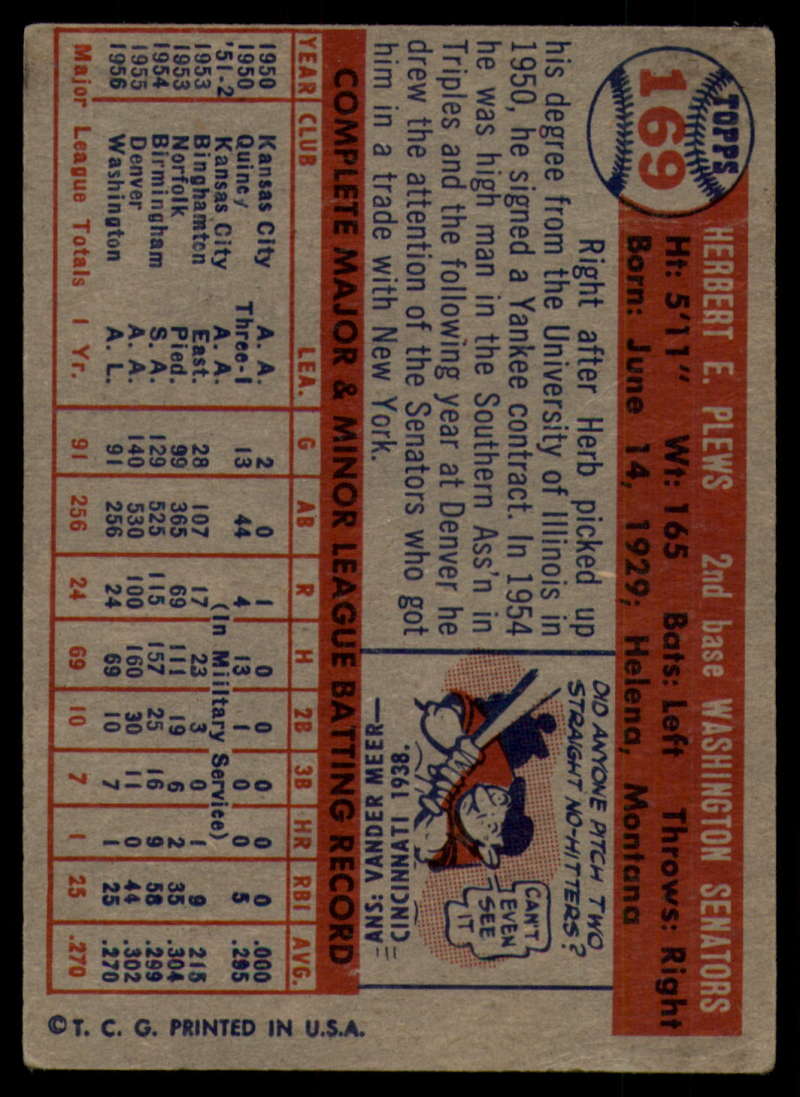 TOPPS
169
HERBERT E. PLEWS 2nd base WASHINGTON SENATORS
Ht: 5'11" Wt: 165 Bats: Left Throws: Right
Born: June 14, 1929; Helena, Montana
Right after Herb picked up
his degree from the University of Illinois in
1950, he signed a Yankee contract. In 1954
he was high man in the Southern Ass'n in
Triples and the following year at Denver he
drew the attention of the Senators who got
him in a trade with New York.
DID ANYONE PITCH TWO
STRAIGHT NO-HITTERS?
CAN'T
EVEN
SEE
IT
ANS: VANDER MEER—
CINCINNATI 1938.
COMPLETE MAJOR & MINOR LEAGUE BATTING RECORD
YEAR CLUB LEA. G AB R H 2B 3B HR RBI AVG.
1950 Kansas City A. A. 2 0 1 0 0 0 0 0 .000
1950 Quincy Three-I 13 44 4 13 1 0 0 5 .295
'51-2 Kansas City A. A. (In Military Service)
1953 Binghamton East. 28 107 17 23 3 0 1 9 .215
1953 Norfolk Pied. 99 365 69 111 19 6 2 35 .304
1954 Birmingham S. A. 129 525 115 157 25 16 9 58 .299
1955 Denver A. A. 140 530 100 160 30 11 0 44 .302
1956 Washington A. L. 91 256 24 69 10 7 1 25 .270
Major League Totals 1 Yr. 91 256 24 69 10 7 1 25 .270
© T. C. G. PRINTED IN U.S.A.